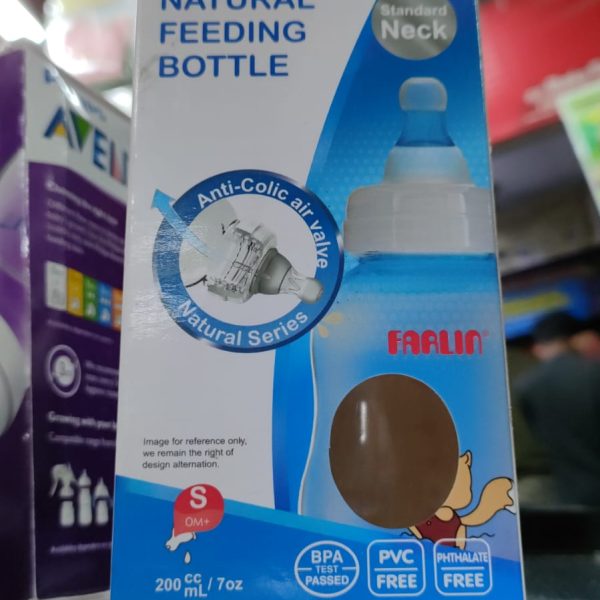 NATURAL
FEEDING
BOTTLE
Standard
Neck
AVEN
Anti-Colic air valve
Natural Series
FARLIN
Image for reference only,
we remain the right of
design alternation.
S
0M+
200 cc mL / 7oz
BPA
TEST
PASSED
PVC
FREE
PHTHALATE
FREE